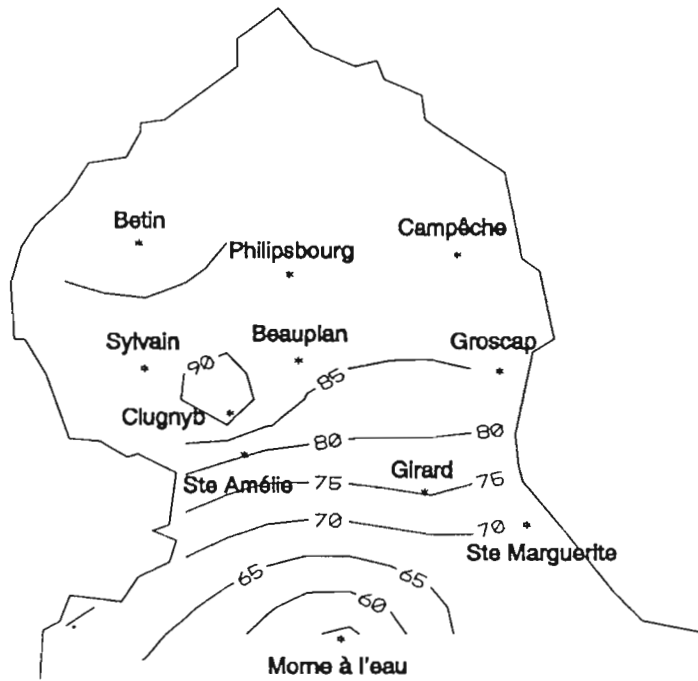 Betin
Campêche
Philipsbourg
Beauplan
Sylvain
Groscap
90
85
Clugnyb
80
80
Girard
Ste Amélie
75
75
70
70
Ste Marguerite
65
65
60
Morne à l'eau